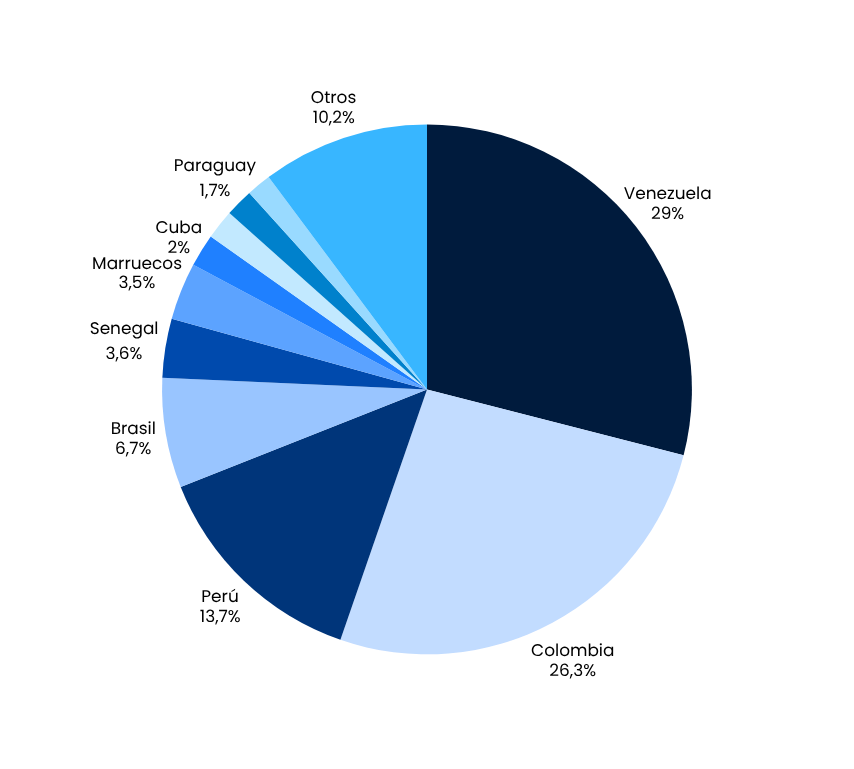 Otros
10,2%
Paraguay
1,7%
Venezuela
29%
Cuba
2%
Marruecos
3,5%
Senegal
3,6%
Brasil
6,7%
Perú
13,7%
Colombia
26,3%